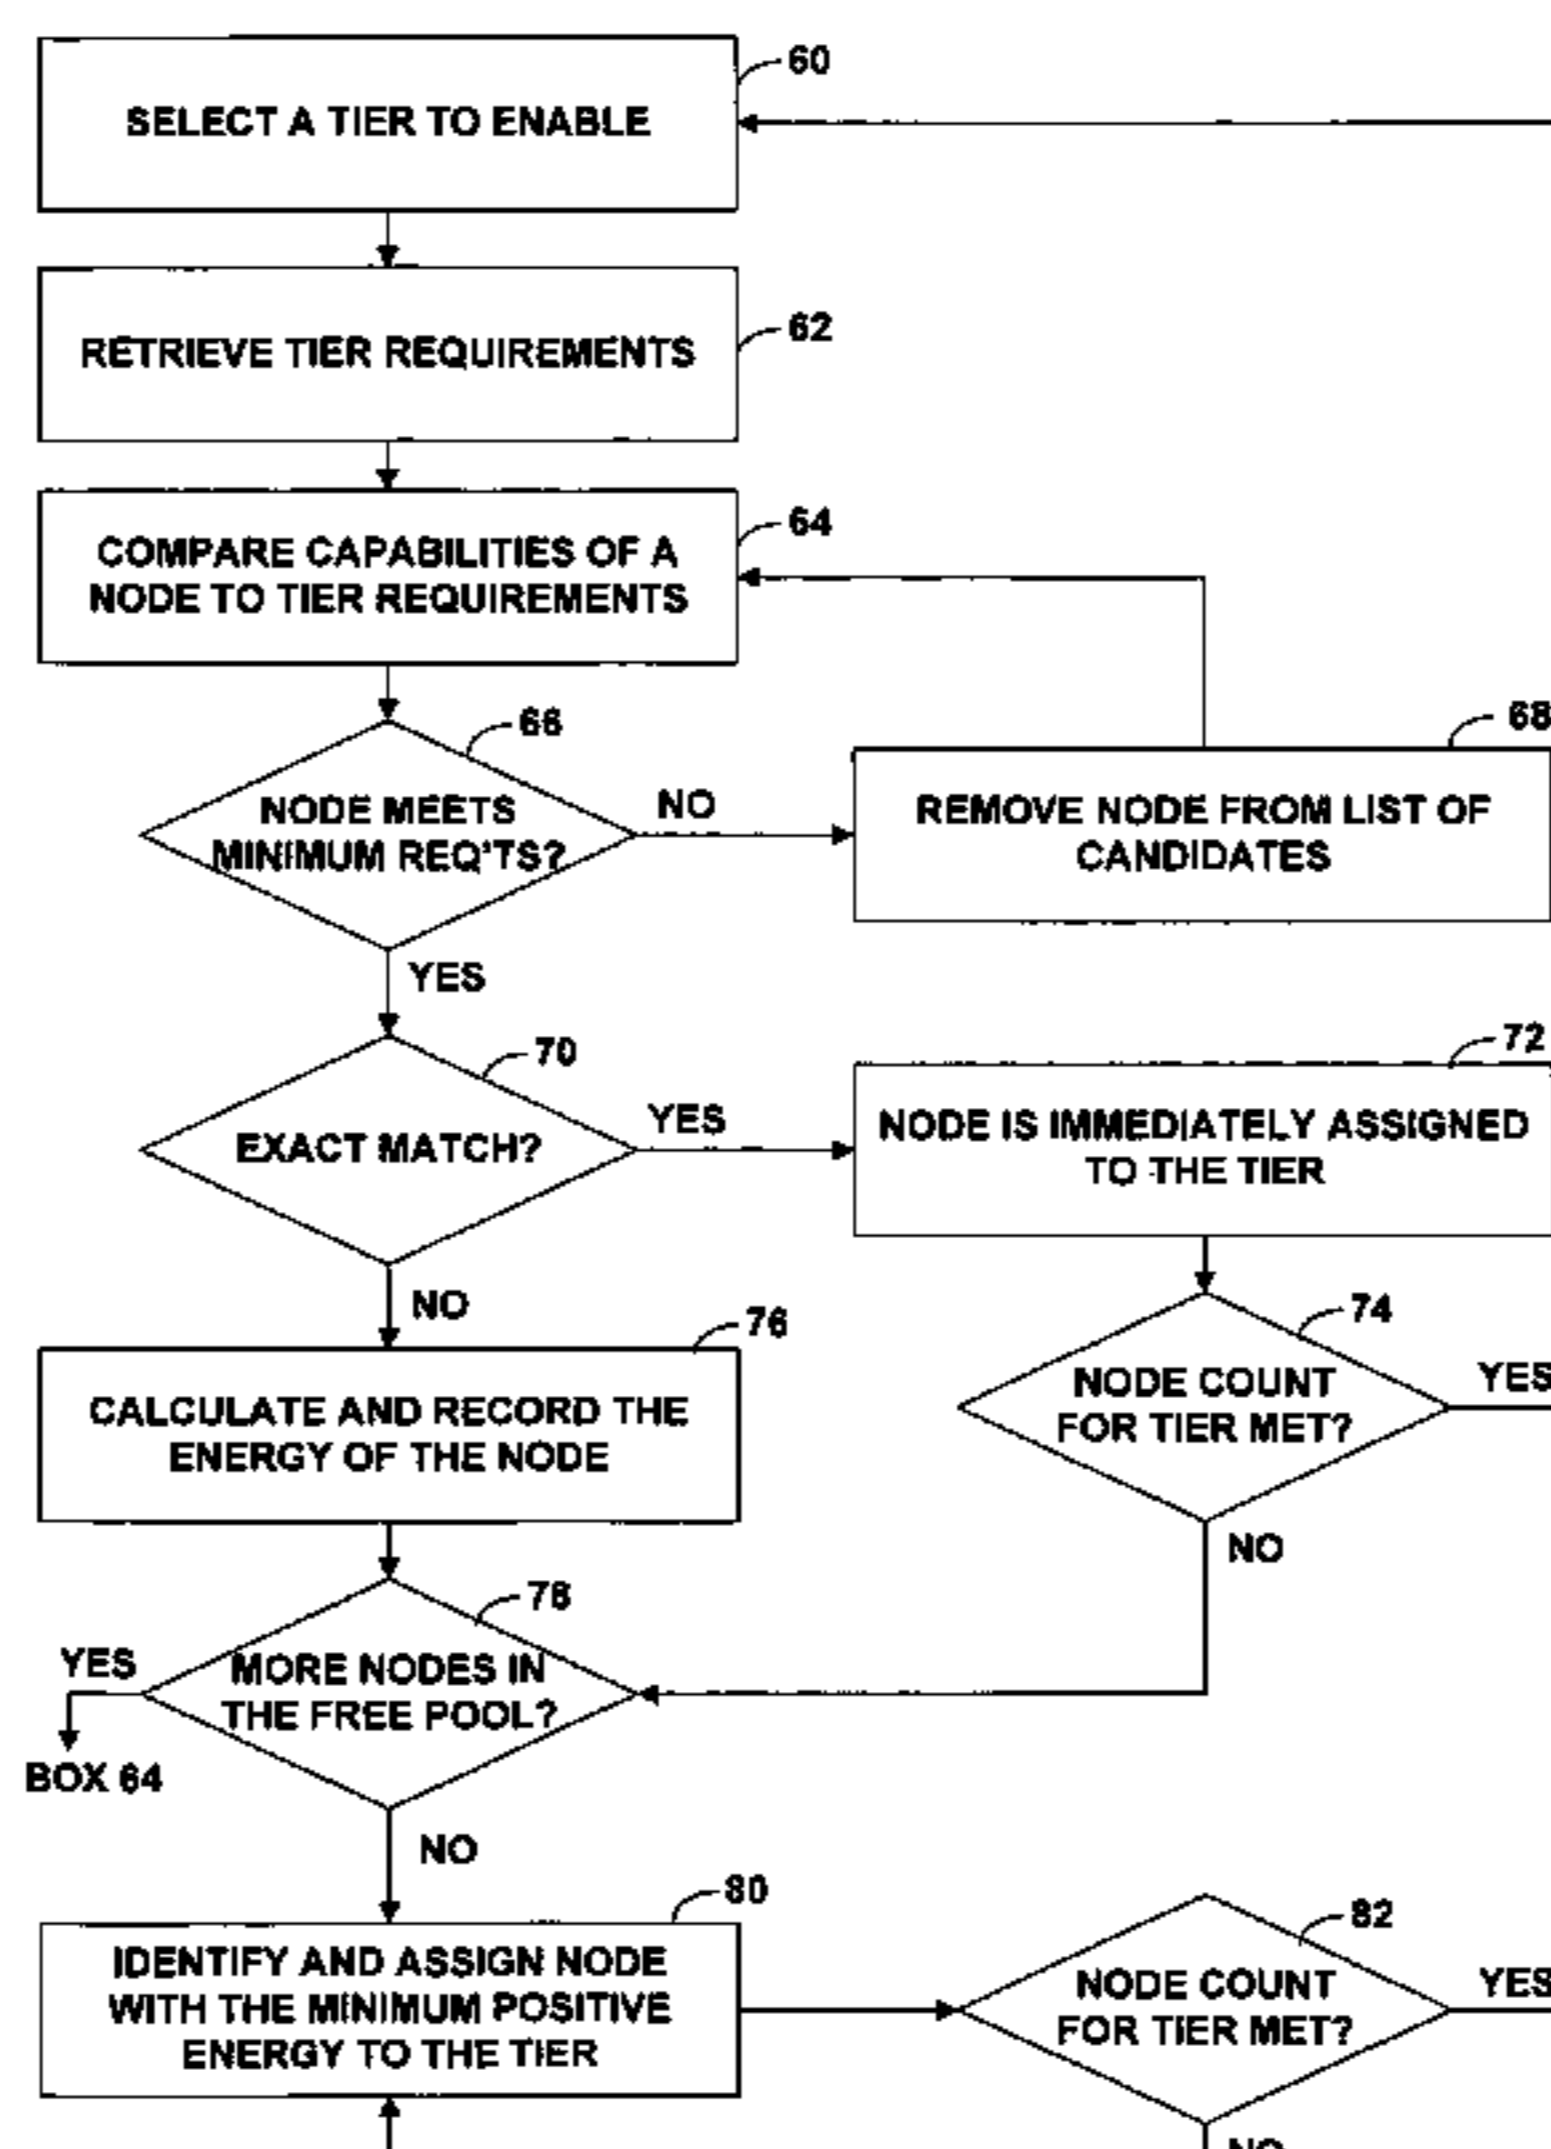 60
SELECT A TIER TO ENABLE
62
RETRIEVE TIER REQUIREMENTS
64
COMPARE CAPABILITIES OF A
NODE TO TIER REQUIREMENTS
66
NODE MEETS
MINIMUM REQ'TS?
NO
68
REMOVE NODE FROM LIST OF
CANDIDATES
YES
70
EXACT MATCH?
YES
72
NODE IS IMMEDIATELY ASSIGNED
TO THE TIER
NO
74
NODE COUNT
FOR TIER MET?
YES
NO
76
CALCULATE AND RECORD THE
ENERGY OF THE NODE
78
MORE NODES IN
THE FREE POOL?
YES
BOX 64
NO
80
IDENTIFY AND ASSIGN NODE
WITH THE MINIMUM POSITIVE
ENERGY TO THE TIER
82
NODE COUNT
FOR TIER MET?
YES
NO